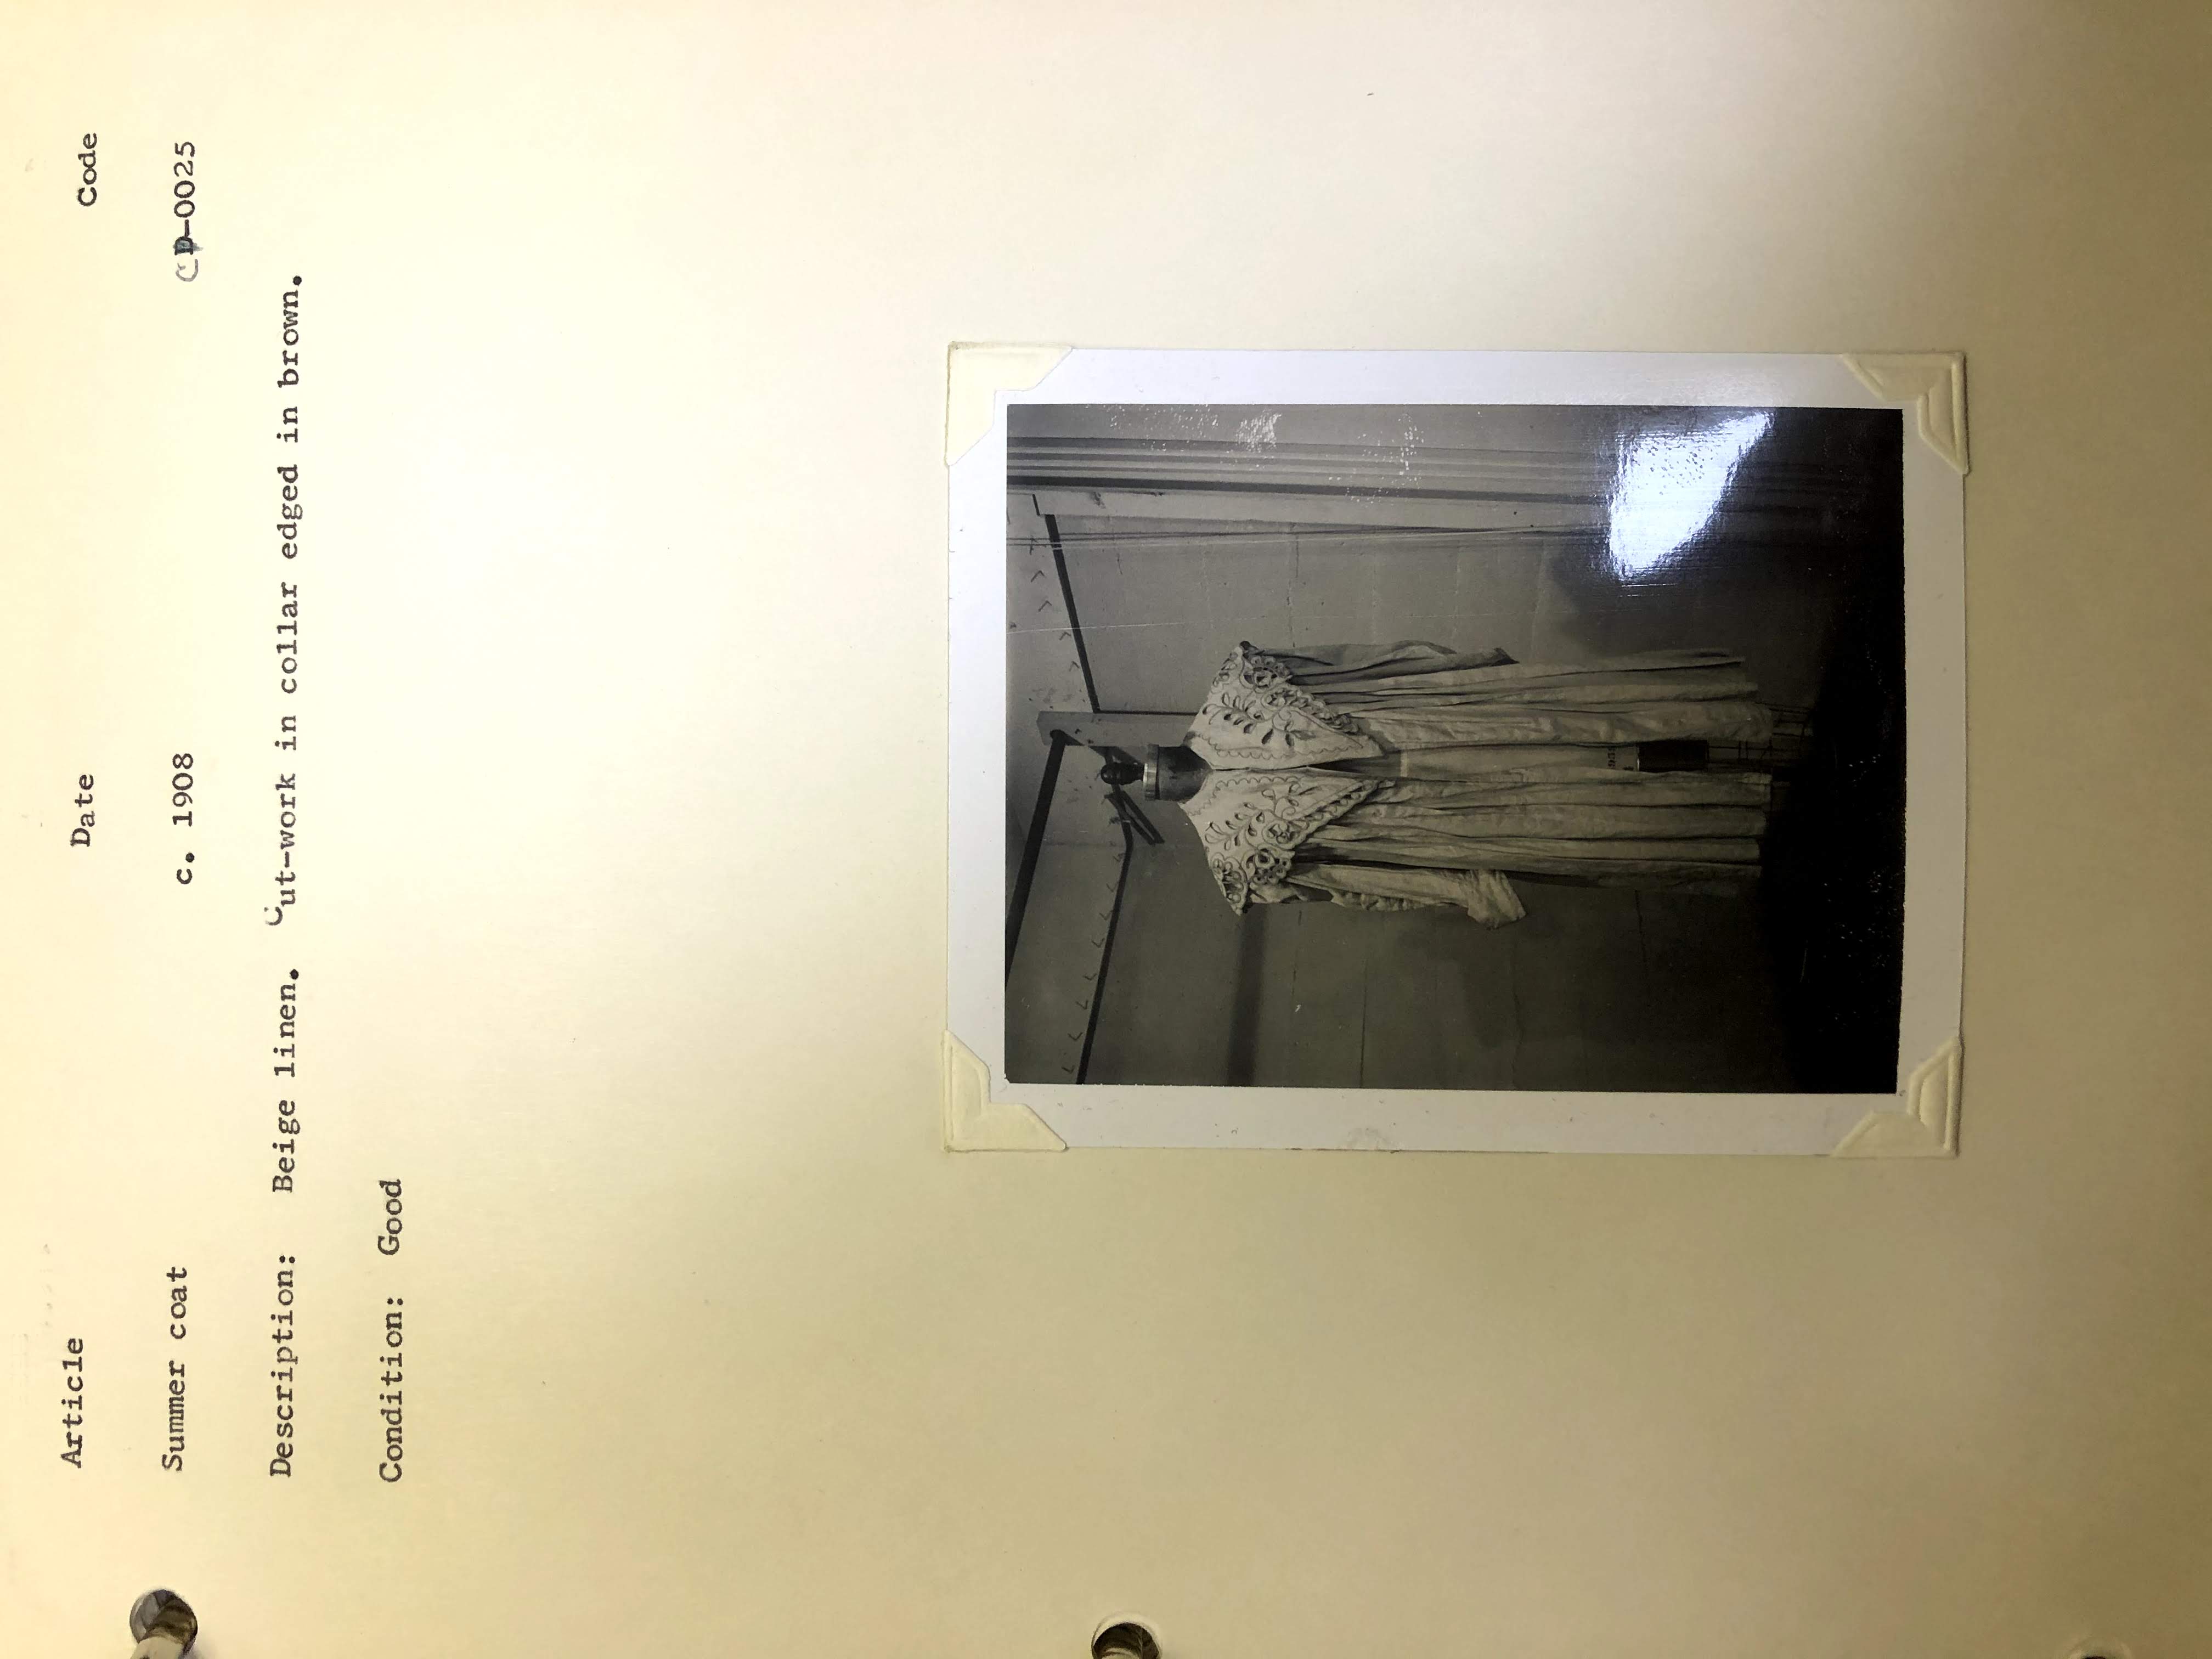 Article Date Code
Summer coat c. 1908 CD-0025
Description: Beige linen. Cut-work in collar edged in brown.
Condition: Good